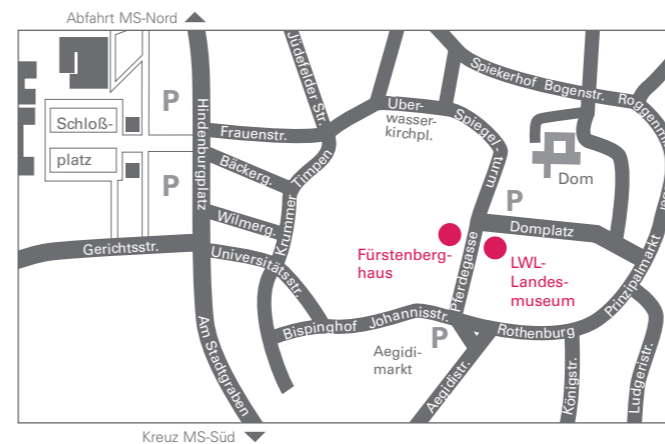 Abfahrt MS-Nord
Jüdefelder Str.
Spiekerhof Bogenstr.
P
Hindenburgplatz
Schloß-
platz
Frauenstr.
Über-
wasser-
kirchpl.
Spiegel-
turm
Bäckerg.
Krummer Timpen
Dom
P
P
Wilmerg.
Domplatz
Gerichtsstr.
Universitätsstr.
Fürstenberg-
haus
Pferdegasse
LWL-
Landes-
museum
Prinzipalmarkt
Bispinghof Johannisstr.
Rothenburg
Am Stadtgraben
Aegidi-
markt
P
Aegidistr.
Königstr.
Ludgeristr.
Kreuz MS-Süd